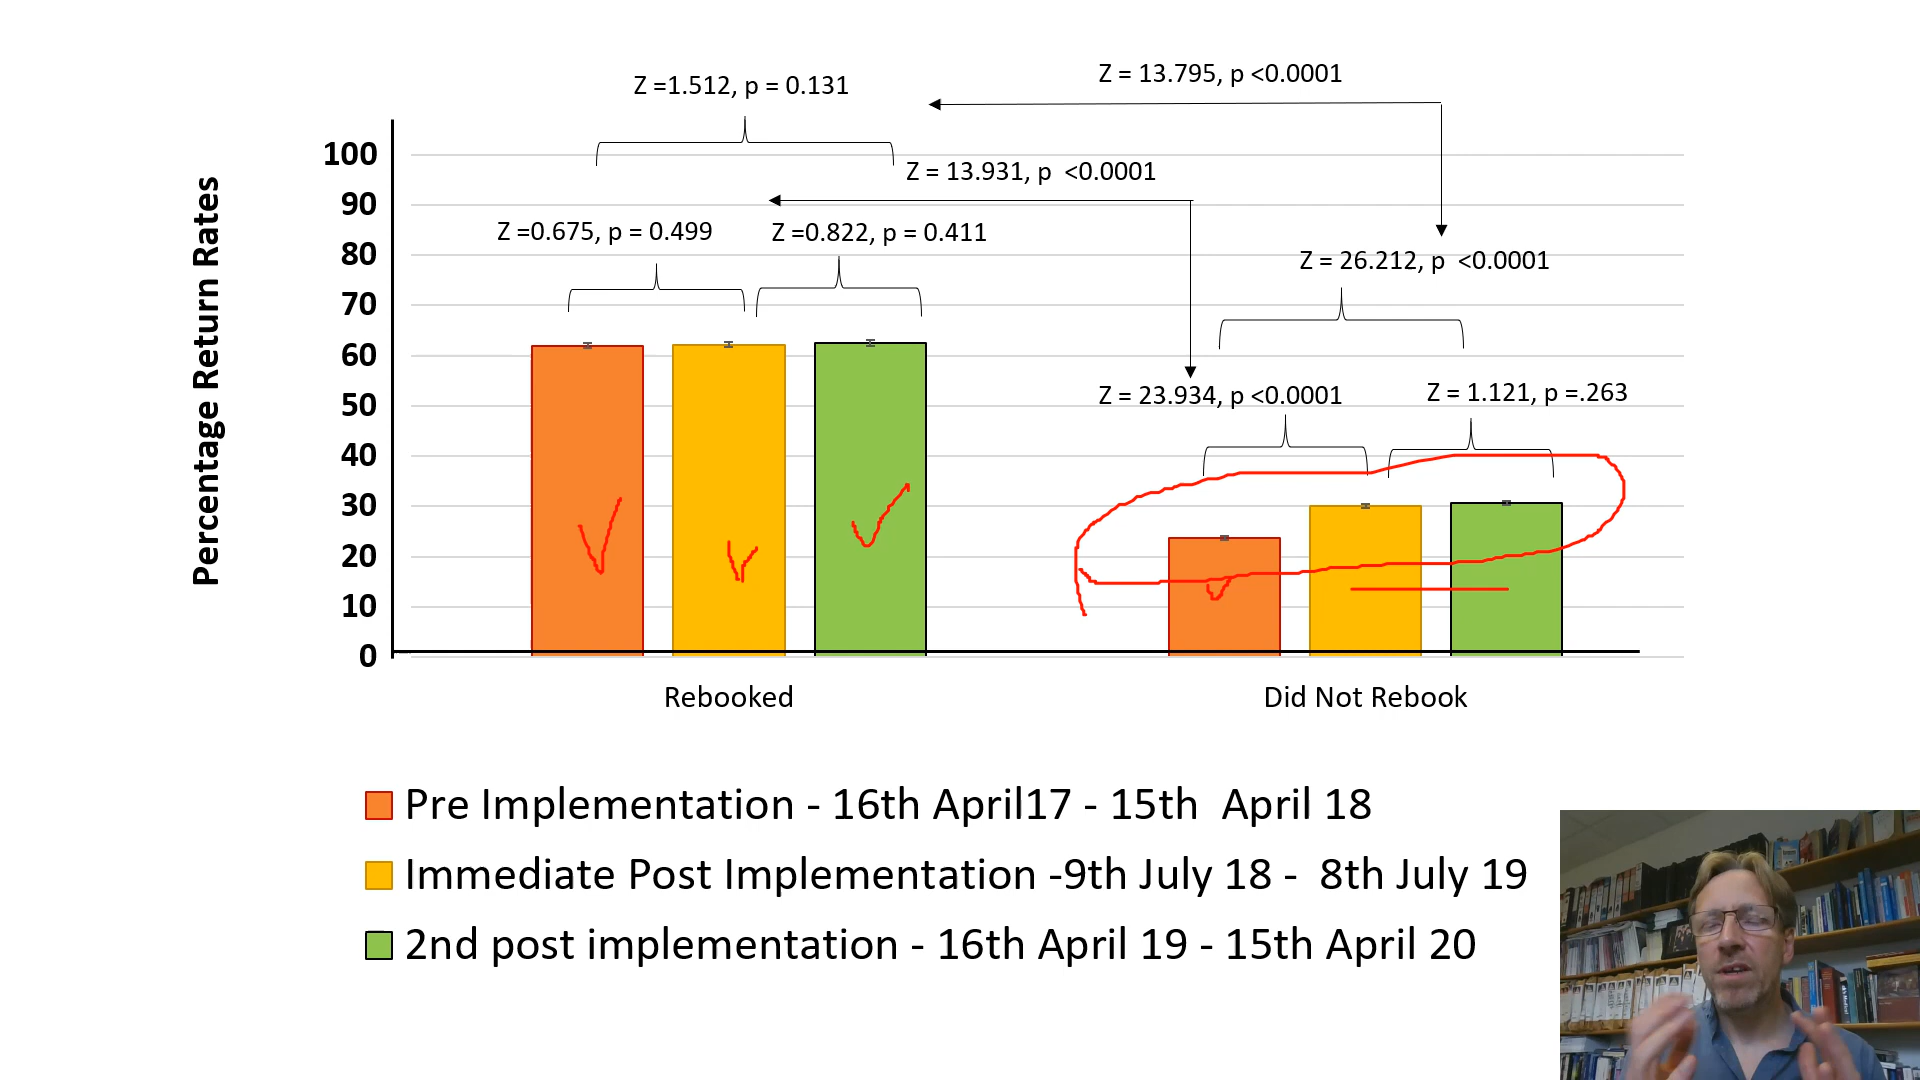 Z = 13.795, p <0.0001
Z =1.512, p = 0.131
Z = 13.931, p  <0.0001
Z =0.675, p = 0.499
Z =0.822, p = 0.411
Z = 26.212, p  <0.0001
Z = 23.934, p <0.0001
Z = 1.121, p =.263
Percentage Return Rates
100
90
80
70
60
50
40
30
20
10
0
Rebooked
Did Not Rebook
Pre Implementation - 16th April17 - 15th  April 18
Immediate Post Implementation -9th July 18 -  8th July 19
2nd post implementation - 16th April 19 - 15th April 20